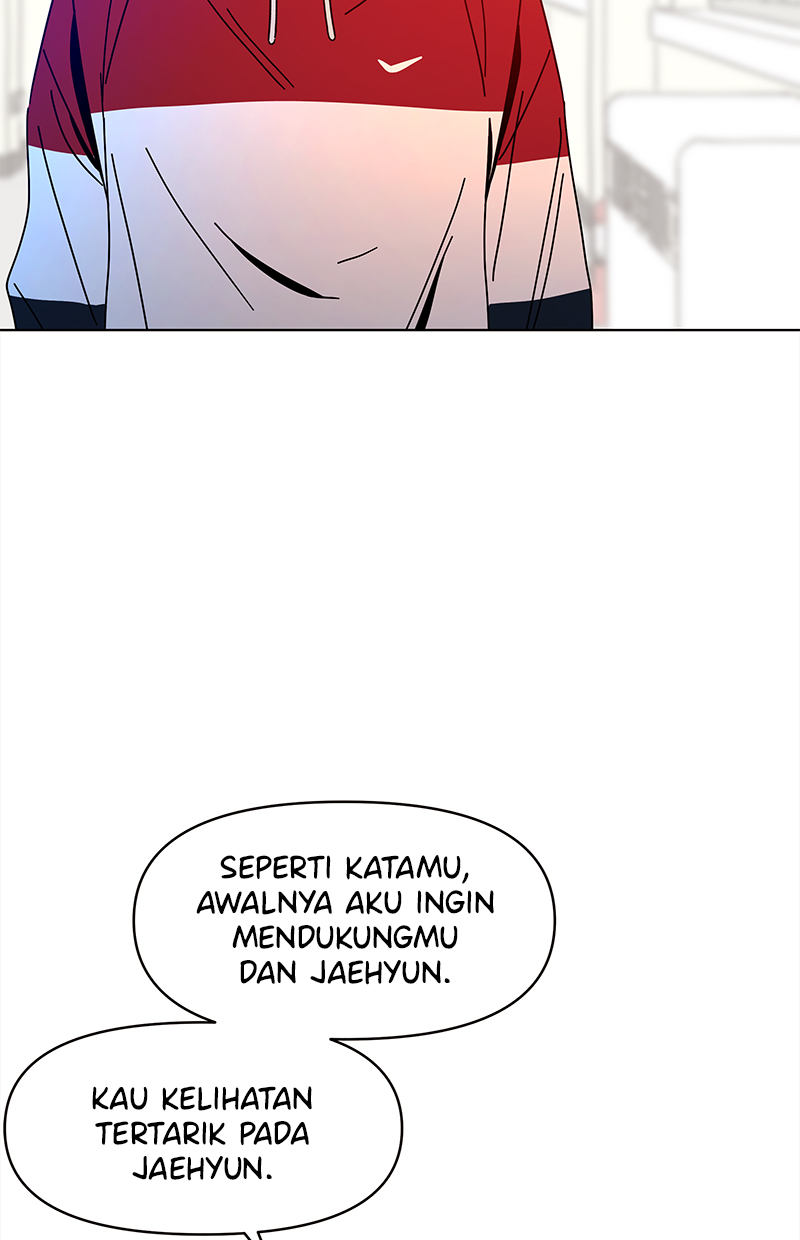 SEPERTI KATAMU,
AWALNYA AKU INGIN
MENDUKUNGMU
DAN JAEHYUN.
KAU KELIHATAN
TERTARIK PADA
JAEHYUN.